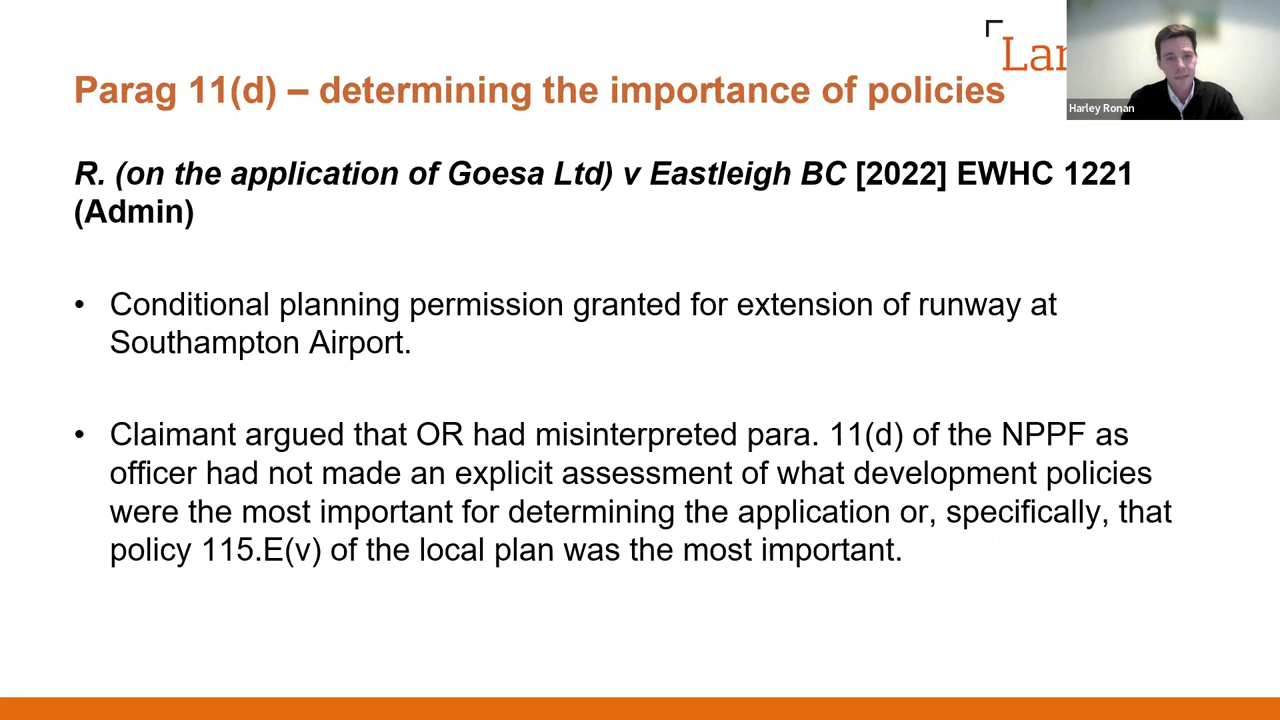 Lan
Parag 11(d) – determining the importance of policies
Harley Ronan
R. (on the application of Goesa Ltd) v Eastleigh BC [2022] EWHC 1221
(Admin)
• Conditional planning permission granted for extension of runway at
Southampton Airport.
• Claimant argued that OR had misinterpreted para. 11(d) of the NPPF as
officer had not made an explicit assessment of what development policies
were the most important for determining the application or, specifically, that
policy 115.E(v) of the local plan was the most important.